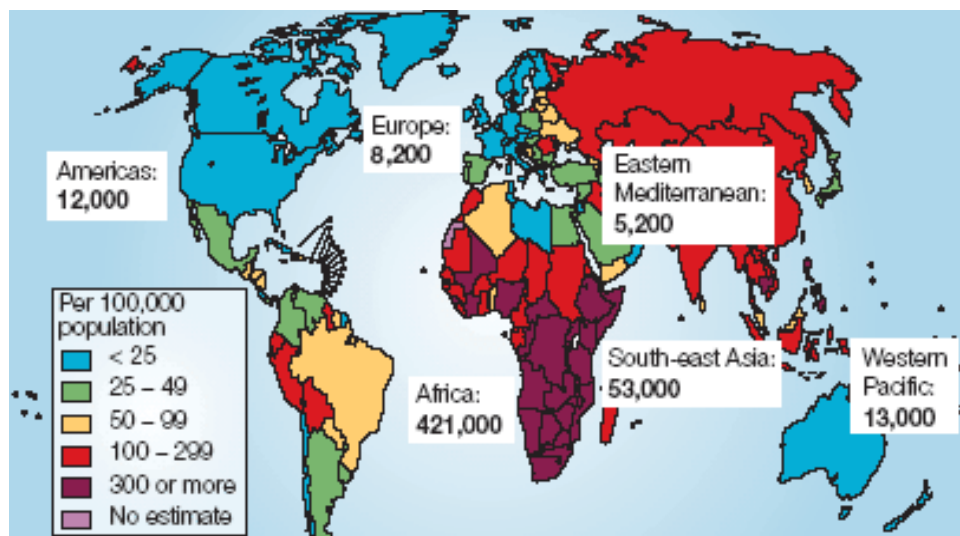 Europe:
8,200
Americas:
12,000
Eastern
Mediterranean:
5,200
Per 100,000
population
< 25
25 – 49
50 – 99
100 – 299
300 or more
No estimate
Africa:
421,000
South-east Asia:
53,000
Western
Pacific:
13,000